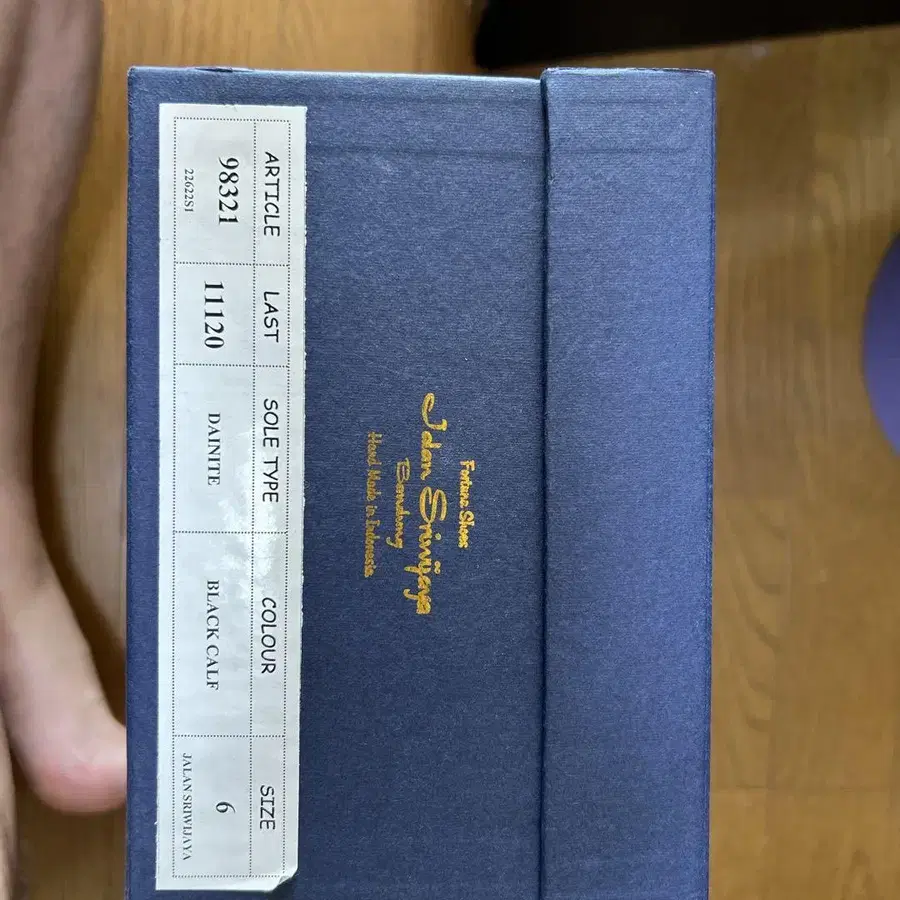 ARTICLE LAST SOLE TYPE COLOUR SIZE
98321 11120 DAINITE BLACK CALF 6
22622S1 JALAN SRIWIJAYA
Fortuna Shoes
Jalan Sriwijaya
Bandung
Hand Made in Indonesia